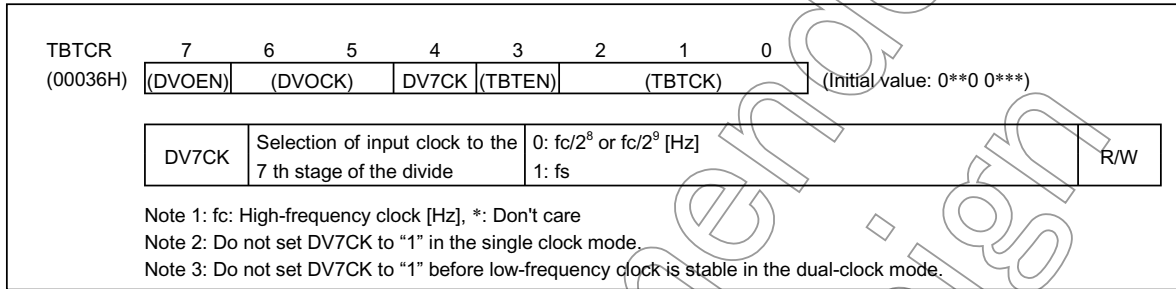 TBTCR 7 6 5 4 3 2 1 0
(00036H) (DVOEN) (DVOCK) DV7CK (TBTEN) (TBTCK) (Initial value: 0**0 0***)
DV7CK Selection of input clock to the 7 th stage of the divide 0: fc/2⁸ or fc/2⁹ [Hz] 1: fs R/W
Note 1: fc: High-frequency clock [Hz], *: Don't care
Note 2: Do not set DV7CK to “1” in the single clock mode.
Note 3: Do not set DV7CK to “1” before low-frequency clock is stable in the dual-clock mode.